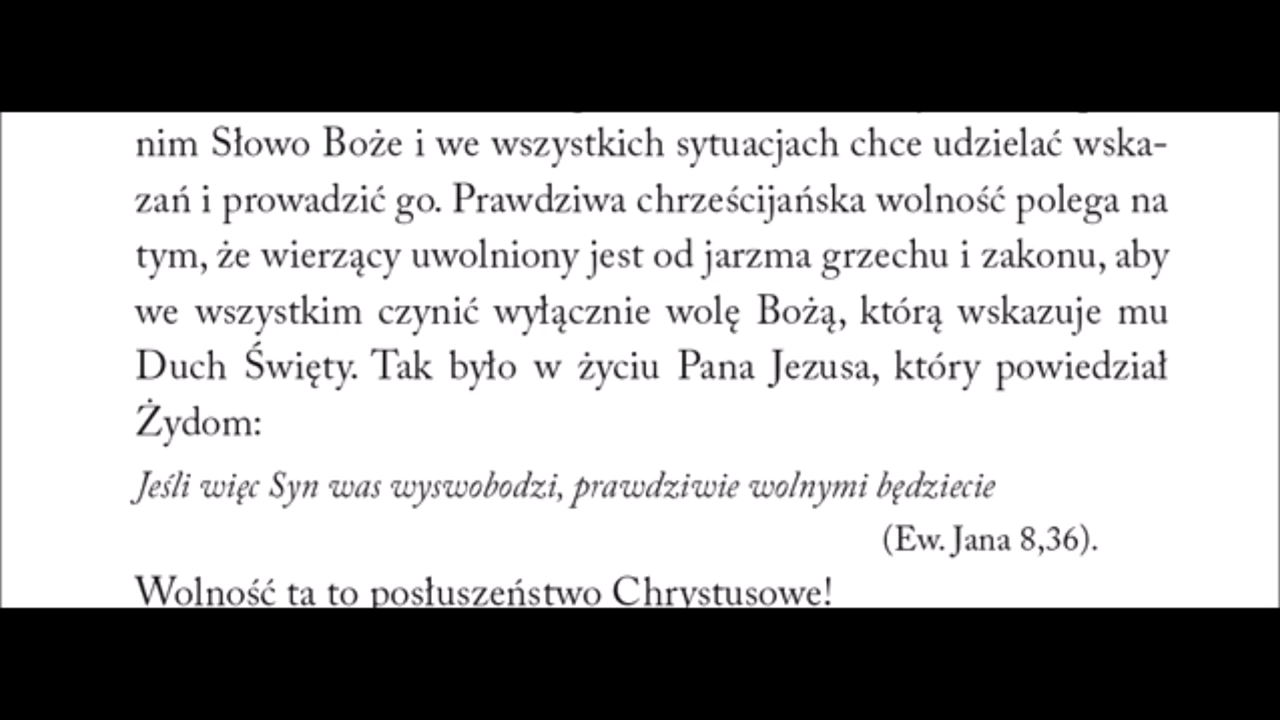 nim Słowo Boże i we wszystkich sytuacjach chce udzielać wska-
zań i prowadzić go. Prawdziwa chrześcijańska wolność polega na
tym, że wierzący uwolniony jest od jarzma grzechu i zakonu, aby
we wszystkim czynić wyłącznie wolę Bożą, którą wskazuje mu
Duch Święty. Tak było w życiu Pana Jezusa, który powiedział
Żydom:
Jeśli więc Syn was wyswobodzi, prawdziwie wolnymi będziecie
(Ew. Jana 8,36).
Wolność ta to posłuszeństwo Chrystusowe!